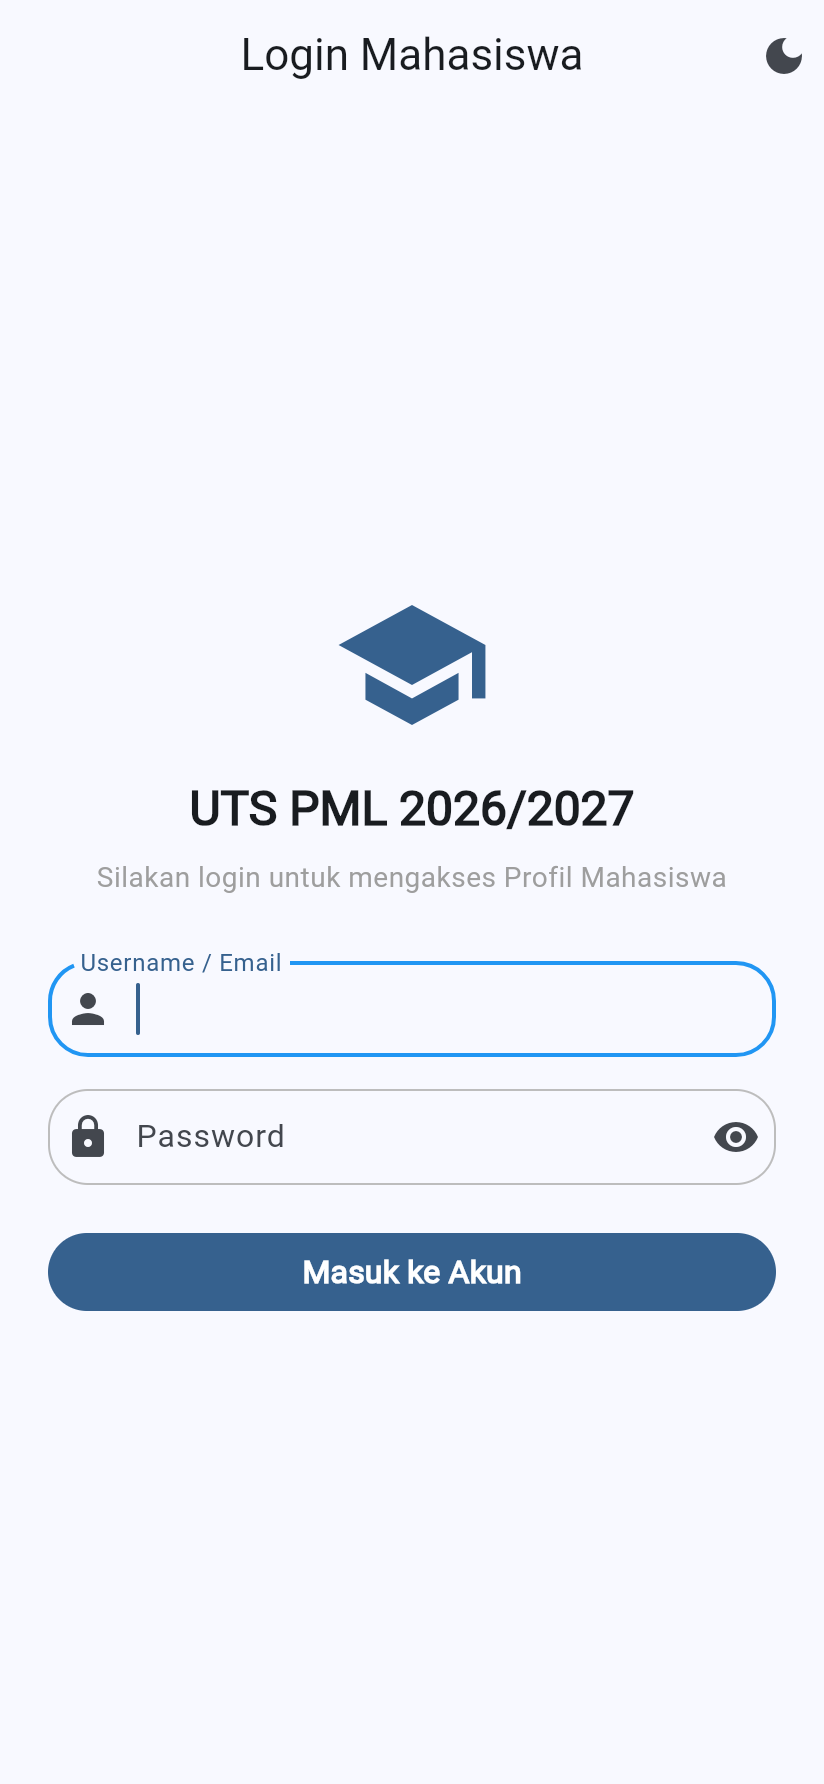 Login Mahasiswa
UTS PML 2026/2027
Silakan login untuk mengakses Profil Mahasiswa
Username / Email
Password
Masuk ke Akun